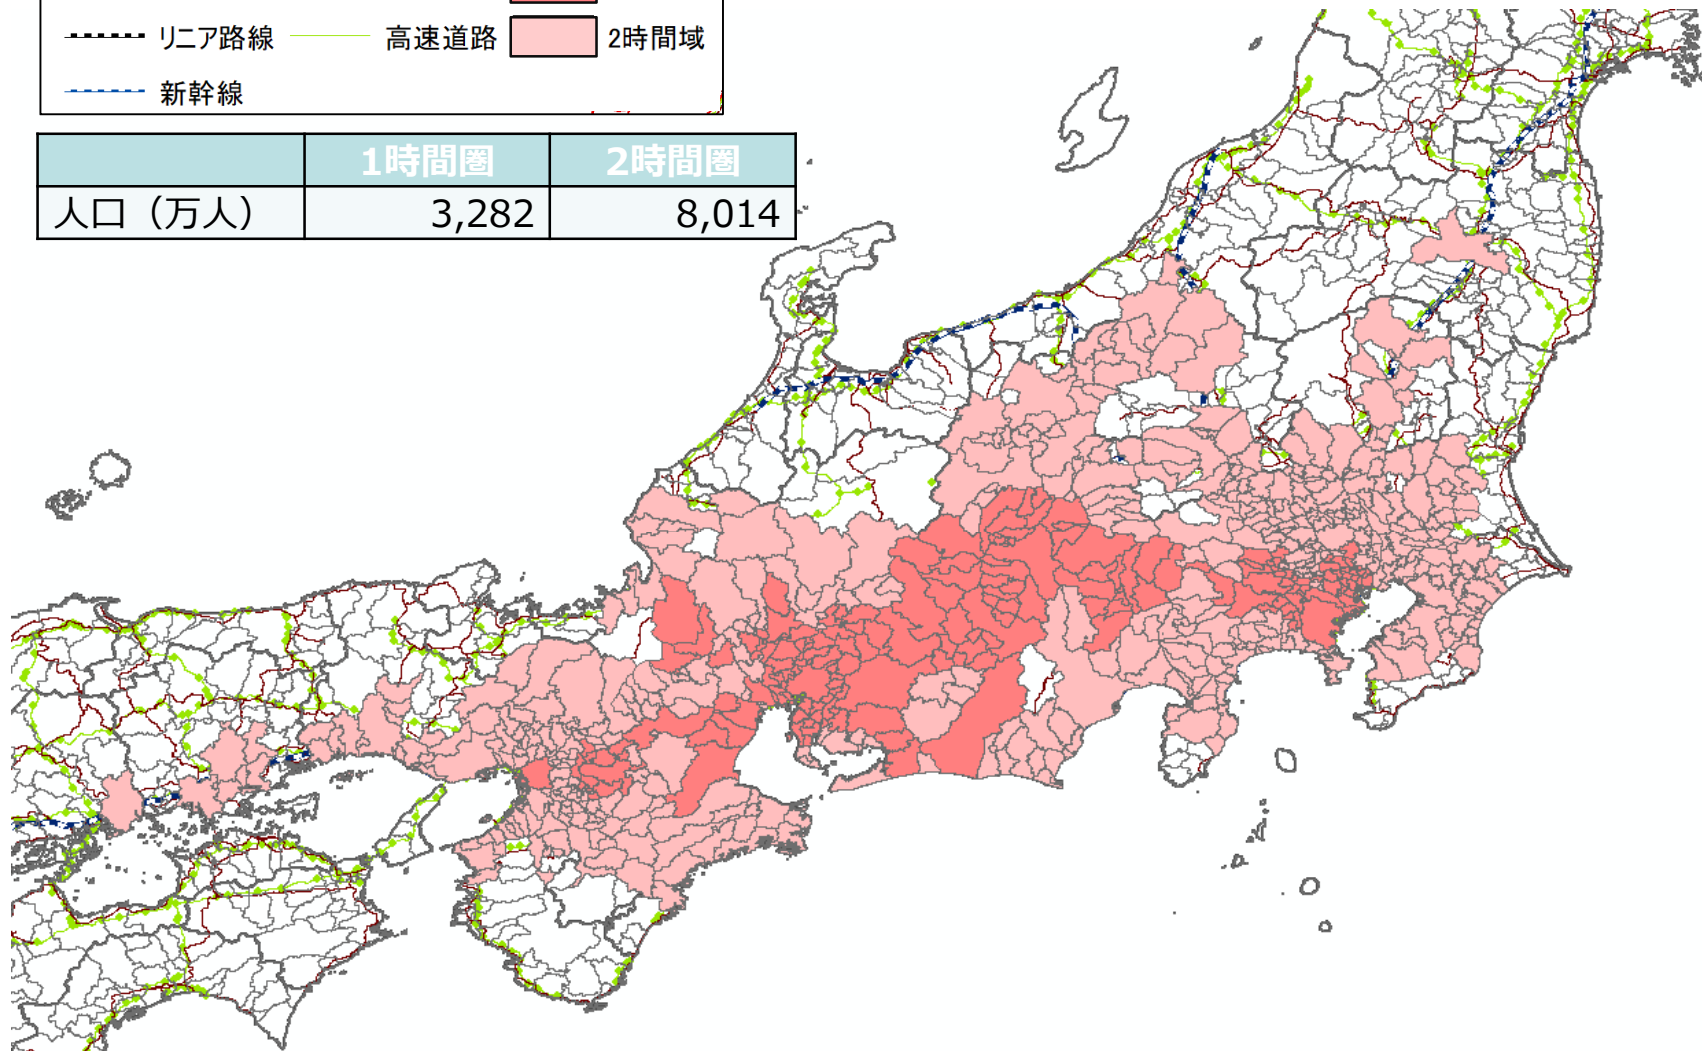 リニア路線 高速道路 2時間域
新幹線
1時間圏 2時間圏
人口（万人） 3,282 8,014